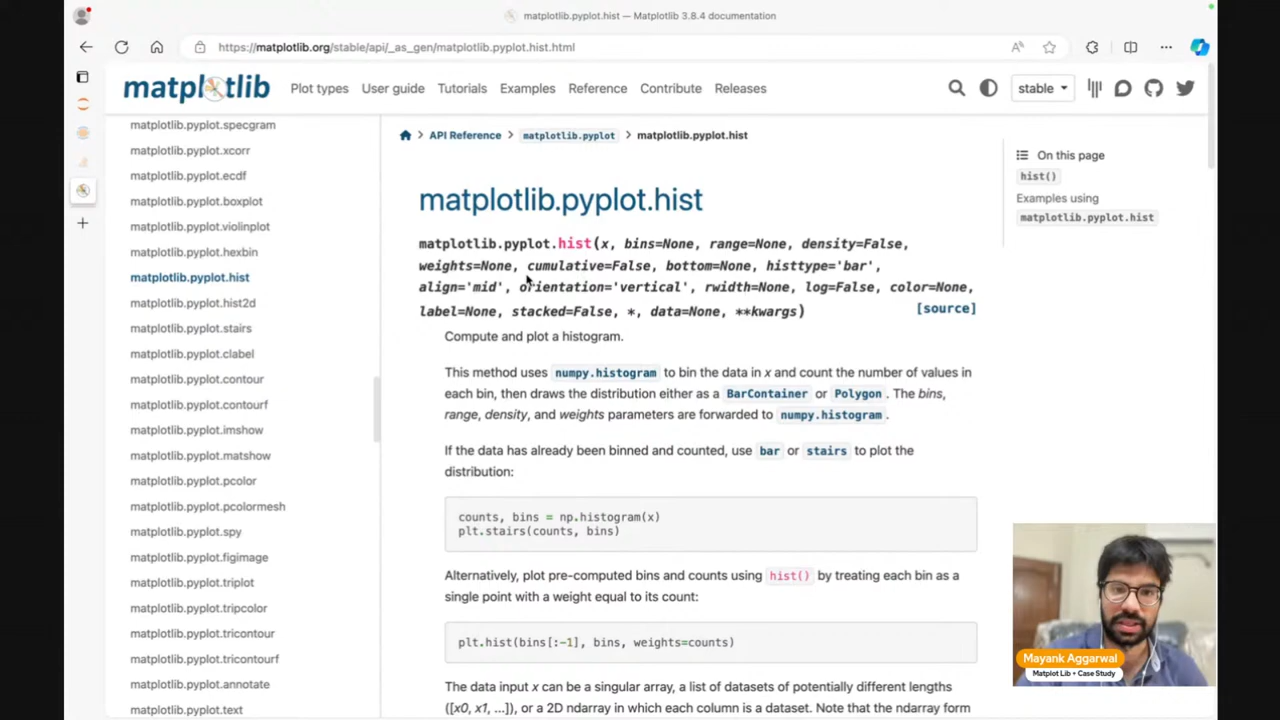 matplotlib.pyplot.hist — Matplotlib 3.8.4 documentation
https://matplotlib.org/stable/api/_as_gen/matplotlib.pyplot.hist.html
matplotlib
Plot types
User guide
Tutorials
Examples
Reference
Contribute
Releases
stable
matplotlib.pyplot.specgram
matplotlib.pyplot.xcorr
matplotlib.pyplot.ecdf
matplotlib.pyplot.boxplot
matplotlib.pyplot.violinplot
matplotlib.pyplot.hexbin
matplotlib.pyplot.hist
matplotlib.pyplot.hist2d
matplotlib.pyplot.stairs
matplotlib.pyplot.clabel
matplotlib.pyplot.contour
matplotlib.pyplot.contourf
matplotlib.pyplot.imshow
matplotlib.pyplot.matshow
matplotlib.pyplot.pcolor
matplotlib.pyplot.pcolormesh
matplotlib.pyplot.spy
matplotlib.pyplot.figimage
matplotlib.pyplot.triplot
matplotlib.pyplot.tripcolor
matplotlib.pyplot.tricontour
matplotlib.pyplot.tricontourf
matplotlib.pyplot.annotate
matplotlib.pyplot.text
API Reference > matplotlib.pyplot > matplotlib.pyplot.hist
matplotlib.pyplot.hist
matplotlib.pyplot.hist(x, bins=None, range=None, density=False,
weights=None, cumulative=False, bottom=None, histtype='bar',
align='mid', orientation='vertical', rwidth=None, log=False, color=None,
label=None, stacked=False, *, data=None, **kwargs) [source]
Compute and plot a histogram.
This method uses numpy.histogram to bin the data in x and count the number of values in
each bin, then draws the distribution either as a BarContainer or Polygon. The bins,
range, density, and weights parameters are forwarded to numpy.histogram.
If the data has already been binned and counted, use bar or stairs to plot the
distribution:
counts, bins = np.histogram(x)
plt.stairs(counts, bins)
Alternatively, plot pre-computed bins and counts using hist() by treating each bin as a
single point with a weight equal to its count:
plt.hist(bins[:-1], bins, weights=counts)
The data input x can be a singular array, a list of datasets of potentially different lengths
([x0, x1, ...]), or a 2D ndarray in which each column is a dataset. Note that the ndarray form
On this page
hist()
Examples using
matplotlib.pyplot.hist
Mayank Aggarwal
Matplot Lib + Case Study